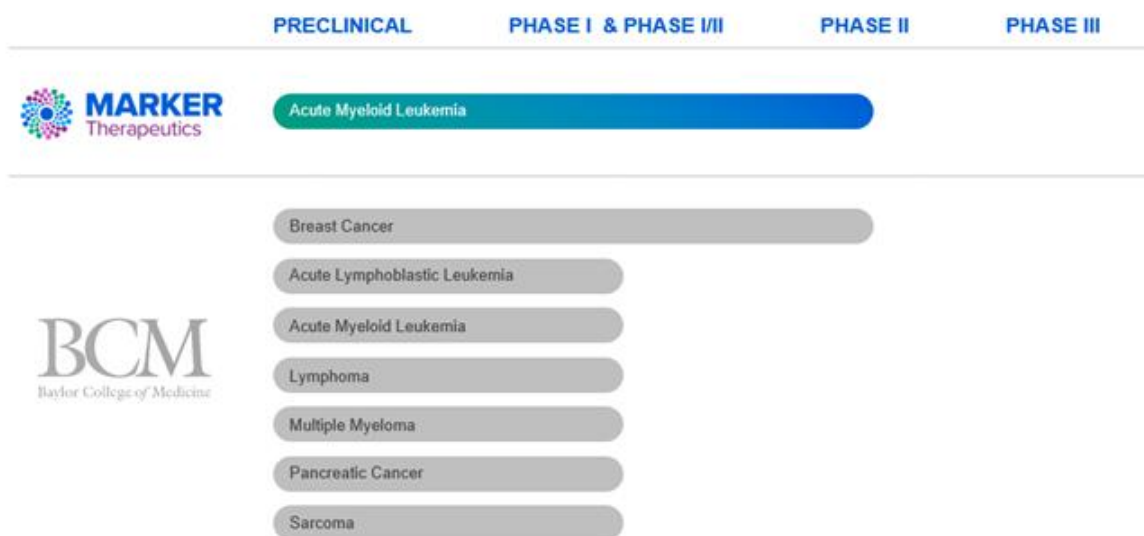 PRECLINICAL PHASE I & PHASE I/II PHASE II PHASE III
MARKER
Therapeutics
Acute Myeloid Leukemia
Breast Cancer
Acute Lymphoblastic Leukemia
Acute Myeloid Leukemia
BCM
Baylor College of Medicine
Lymphoma
Multiple Myeloma
Pancreatic Cancer
Sarcoma